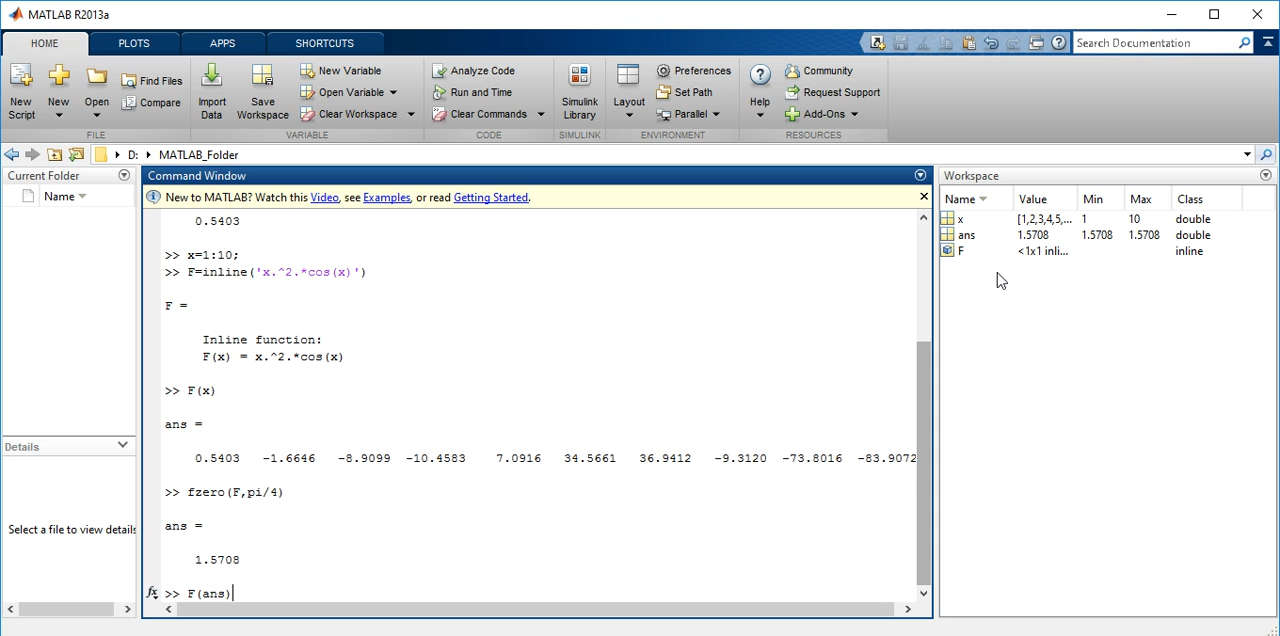 MATLAB R2013a
HOME PLOTS APPS SHORTCUTS
Search Documentation
New Script
New
Open
Find Files
Compare
FILE
Import Data
Save Workspace
New Variable
Open Variable
Clear Workspace
VARIABLE
Analyze Code
Run and Time
Clear Commands
CODE
Simulink Library
SIMULINK
Layout
Preferences
Set Path
Parallel
ENVIRONMENT
Help
Community
Request Support
Add-Ons
RESOURCES
D: MATLAB_Folder
Current Folder
Name
Details
Select a file to view details
Command Window
New to MATLAB? Watch this Video, see Examples, or read Getting Started.
0.5403
>> x=1:10;
>> F=inline('x.^2.*cos(x)')
F =
Inline function:
F(x) = x.^2.*cos(x)
>> F(x)
ans =
0.5403 -1.6646 -8.9099 -10.4583 7.0916 34.5661 36.9412 -9.3120 -73.8016 -83.9072
>> fzero(F,pi/4)
ans =
1.5708
fx >> F(ans)
Workspace
Name Value Min Max Class
x [1,2,3,4,5,... 1 10 double
ans 1.5708 1.5708 1.5708 double
F <1x1 inli... inline